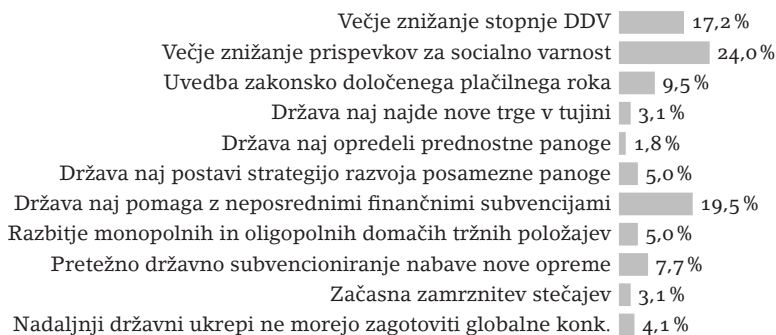 Večje znižanje stopnje DDV 17,2 %
Večje znižanje prispevkov za socialno varnost 24,0 %
Uvedba zakonsko določenega plačilnega roka 9,5 %
Država naj najde nove trge v tujini 3,1 %
Država naj opredeli prednostne panoge 1,8 %
Država naj postavi strategijo razvoja posamezne panoge 5,0 %
Država naj pomaga z neposrednimi finančnimi subvencijami 19,5 %
Razbitje monopolnih in oligopolnih domačih tržnih položajev 5,0 %
Pretežno državno subvencioniranje nabave nove opreme 7,7 %
Začasna zamrznitev stečajev 3,1 %
Nadaljnji državni ukrepi ne morejo zagotoviti globalne konk. 4,1 %